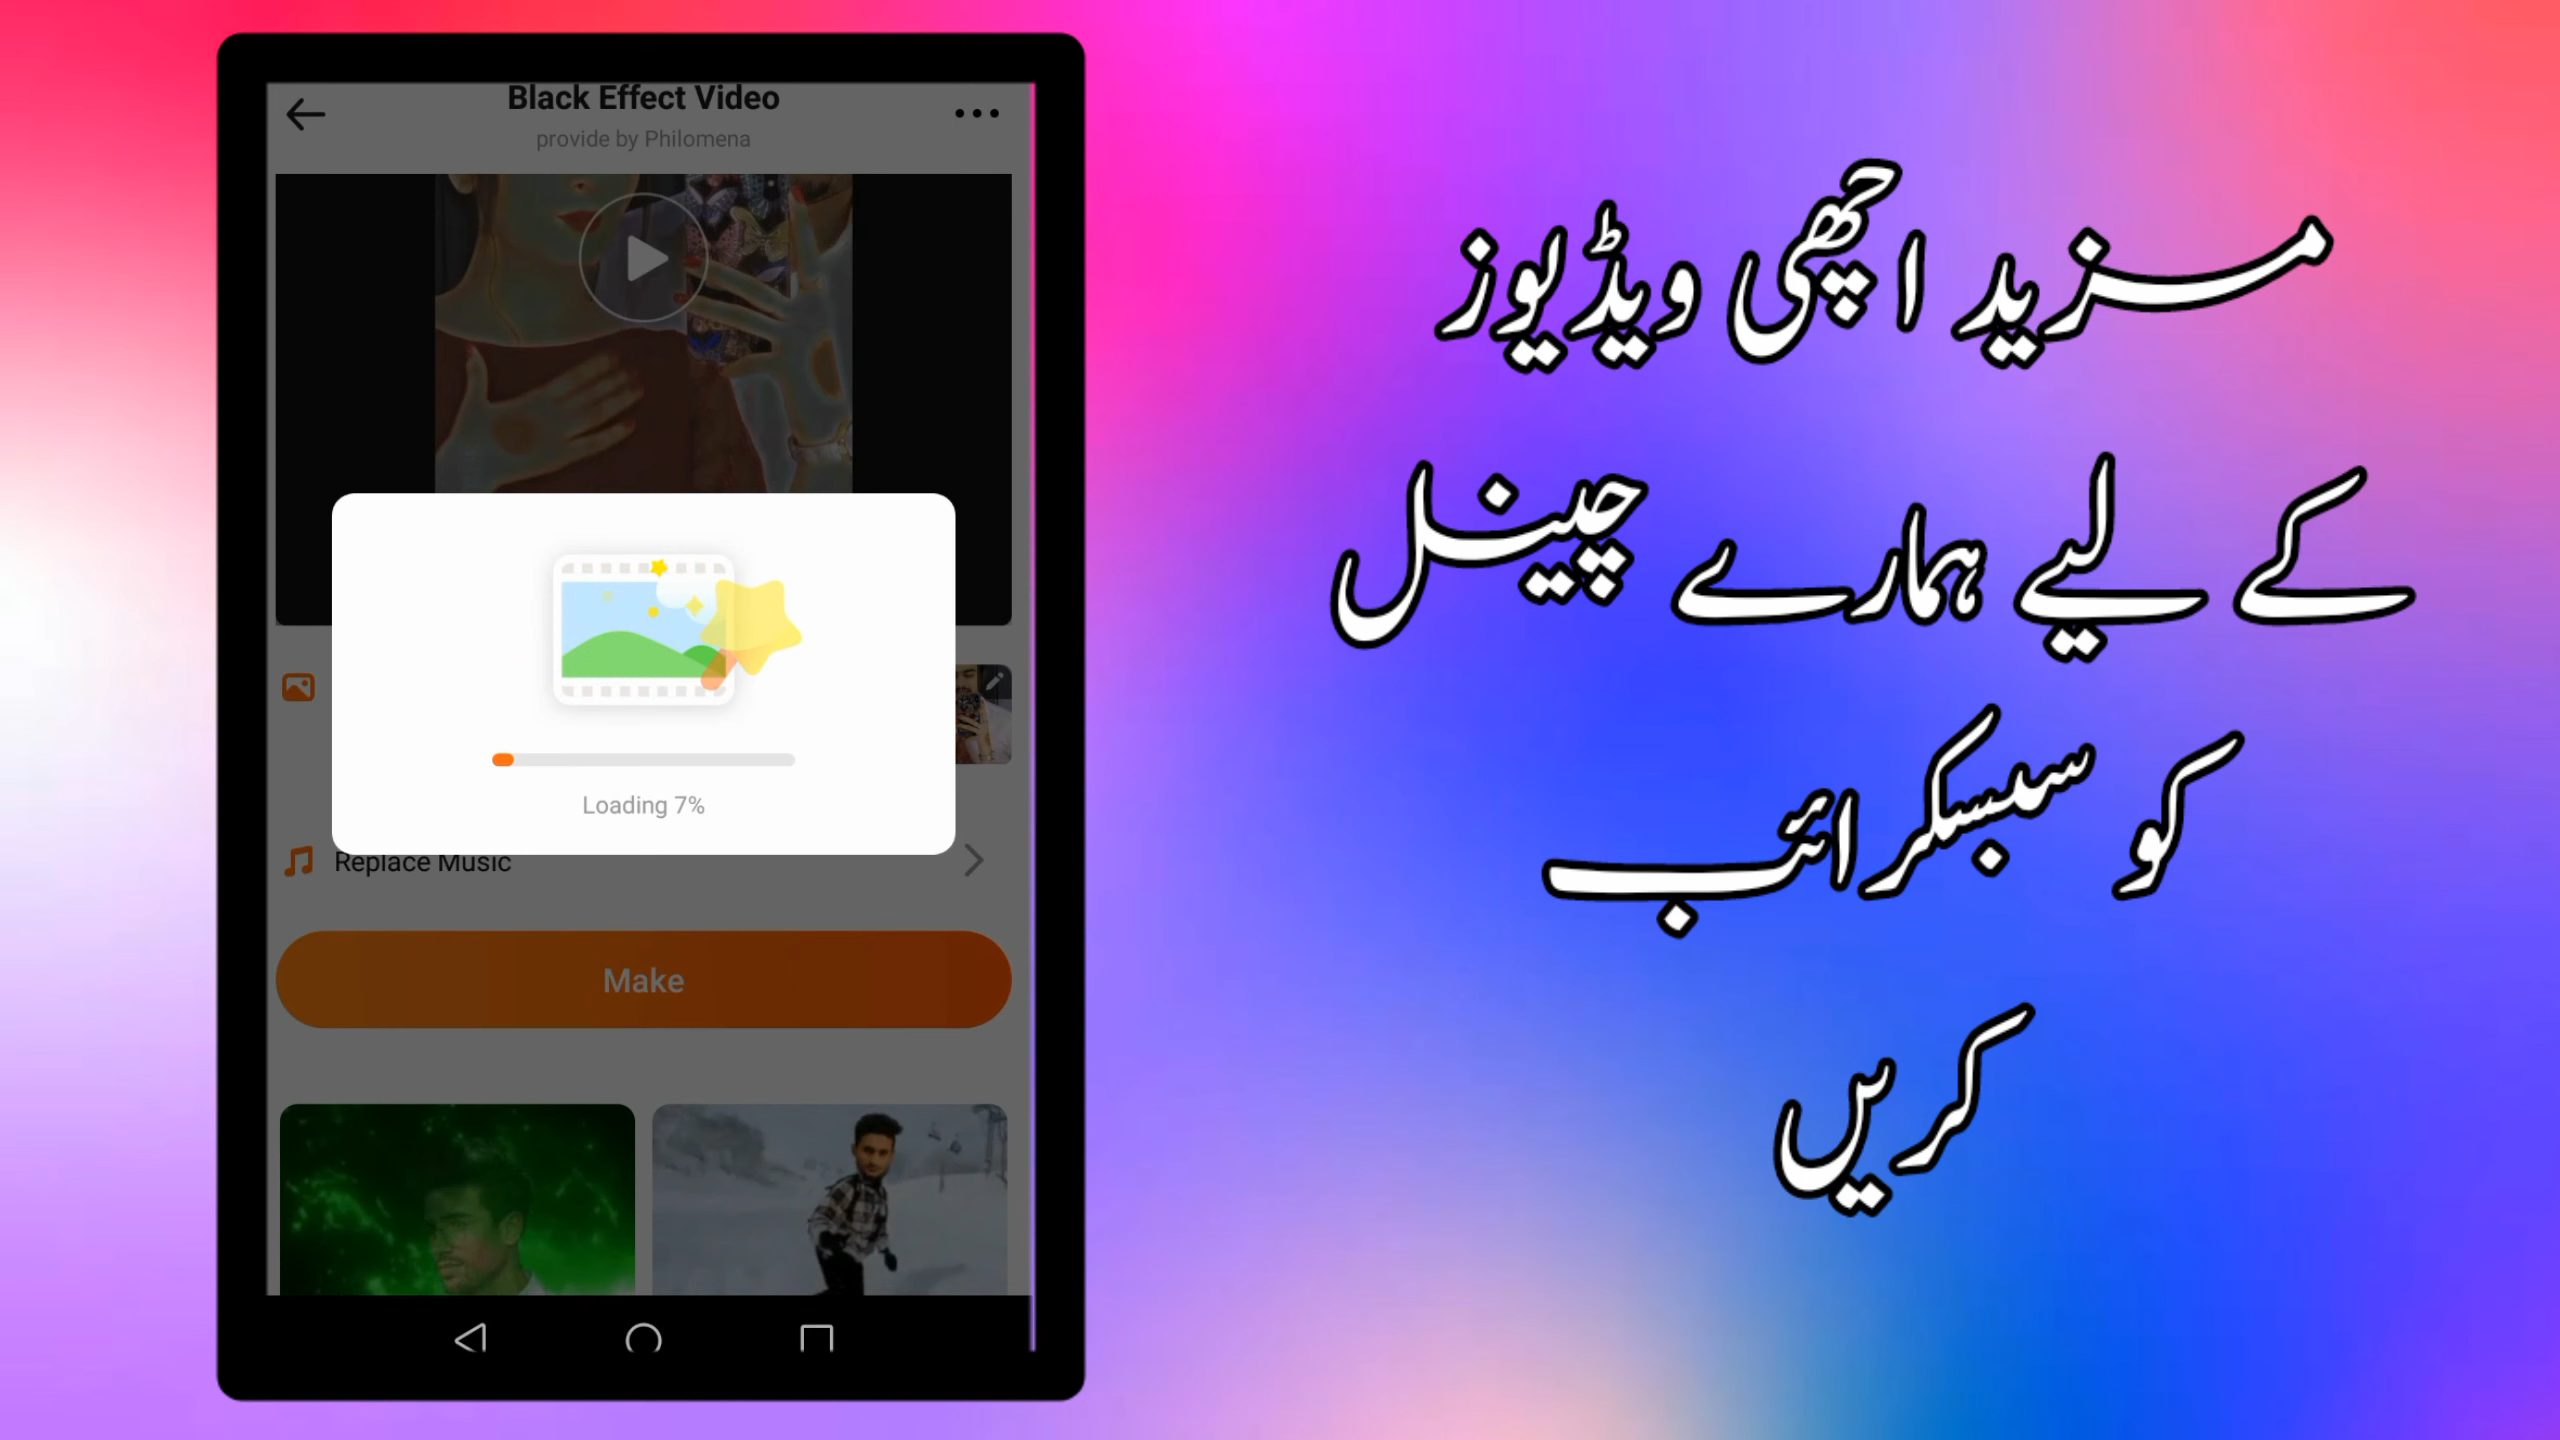 Black Effect Video
provide by Philomena
Loading 7%
Replace Music
Make
مزید اچھی ویڈیوز
کے لیے ہمارے چینل
کو سبسکرائب
کریں